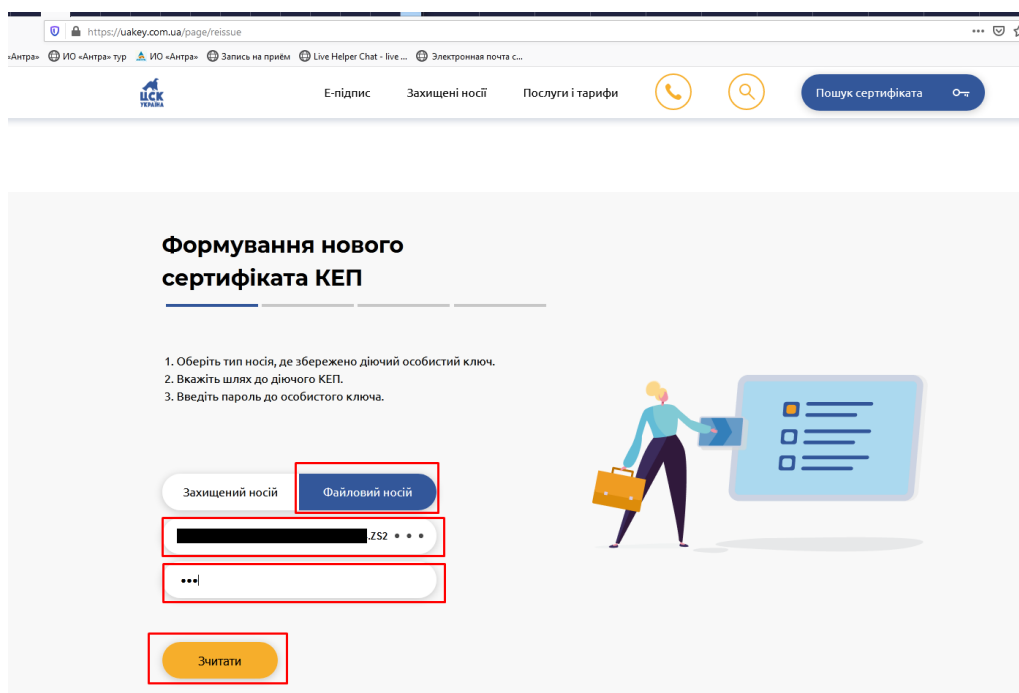 https://uakey.com.ua/page/reissue
«Антра» ИО «Антра» тур ИО «Антра» Запись на приём Live Helper Chat - live ... Электронная почта с...
ЦСК
УКРАЇНА
Е-підпис Захищені носії Послуги і тарифи Пошук сертифіката
Формування нового
сертифіката КЕП
1. Оберіть тип носія, де збережено діючий особистий ключ.
2. Вкажіть шлях до діючого КЕП.
3. Введіть пароль до особистого ключа.
Захищений носій Файловий носій
.ZS2
Зчитати